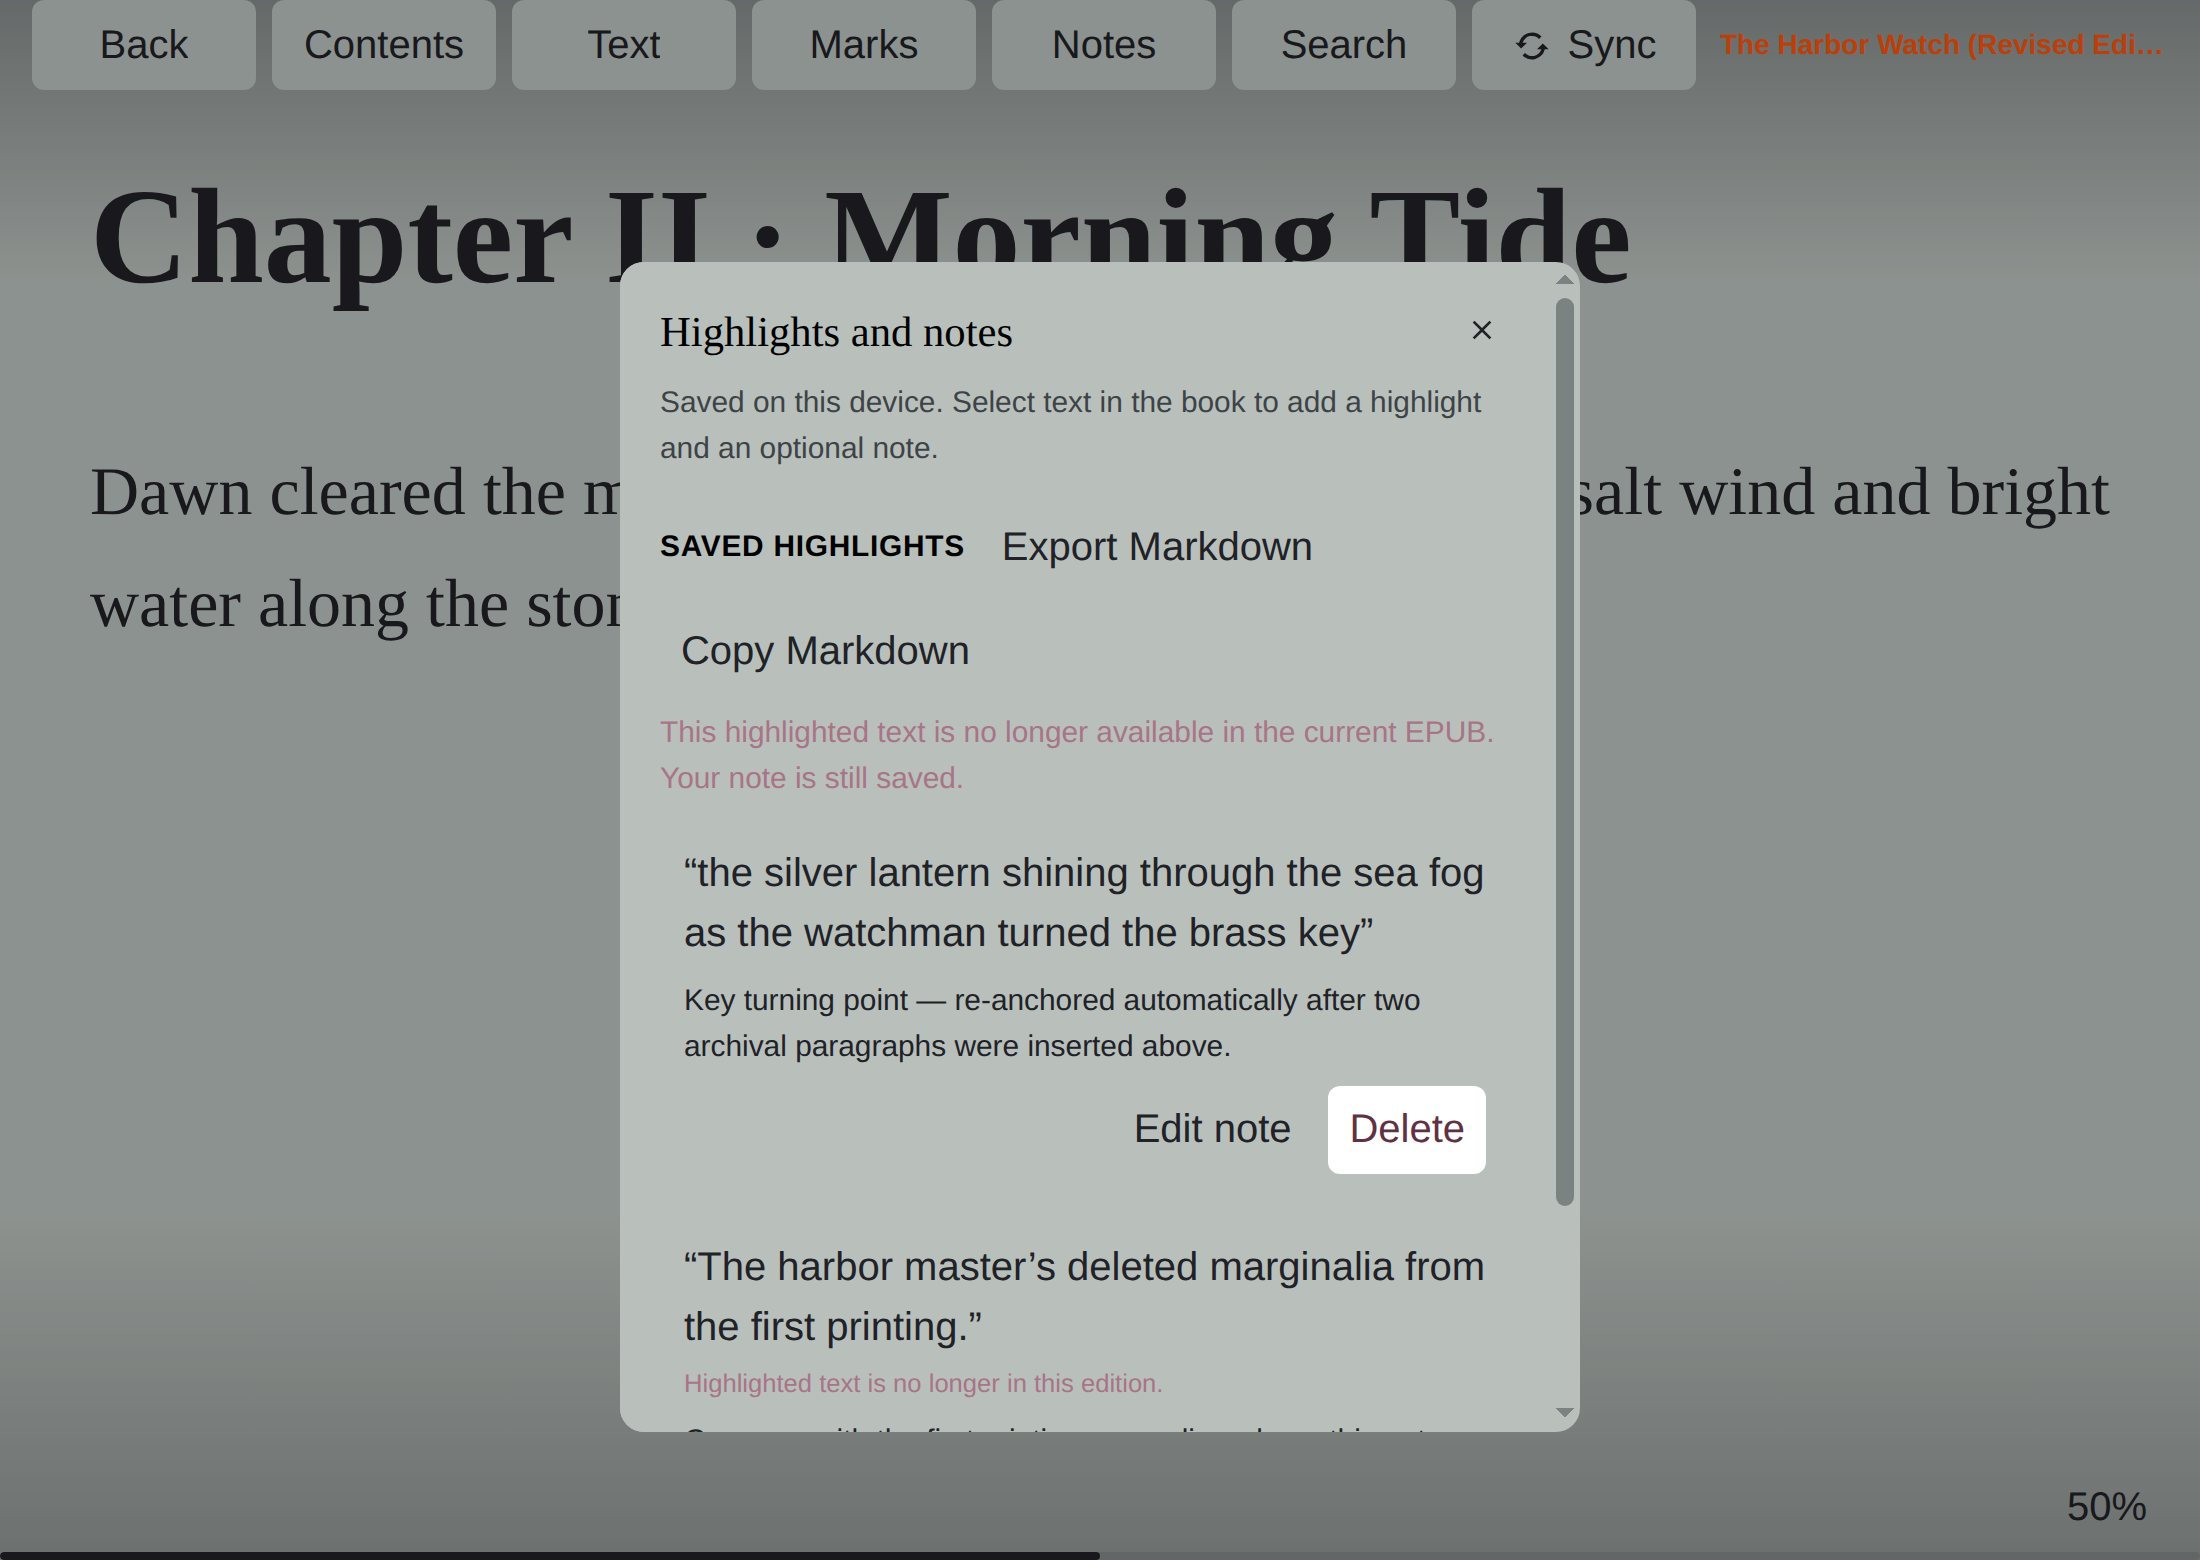 Back
Contents
Text
Marks
Notes
Search
Sync
The Harbor Watch (Revised Edi…
Chapter II · Morning Tide
Highlights and notes
Saved on this device. Select text in the book to add a highlight
and an optional note.
Dawn cleared the
salt wind and bright
water along the
SAVED HIGHLIGHTS
Export Markdown
Copy Markdown
This highlighted text is no longer available in the current EPUB.
Your note is still saved.
“the silver lantern shining through the sea fog
as the watchman turned the brass key”
Key turning point — re-anchored automatically after two
archival paragraphs were inserted above.
Edit note
Delete
“The harbor master’s deleted marginalia from
the first printing.”
Highlighted text is no longer in this edition.
50%